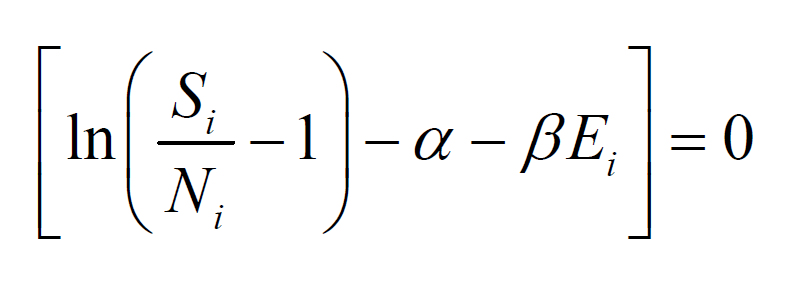 [ln(S_i/N_i − 1) − α − βE_i] = 0